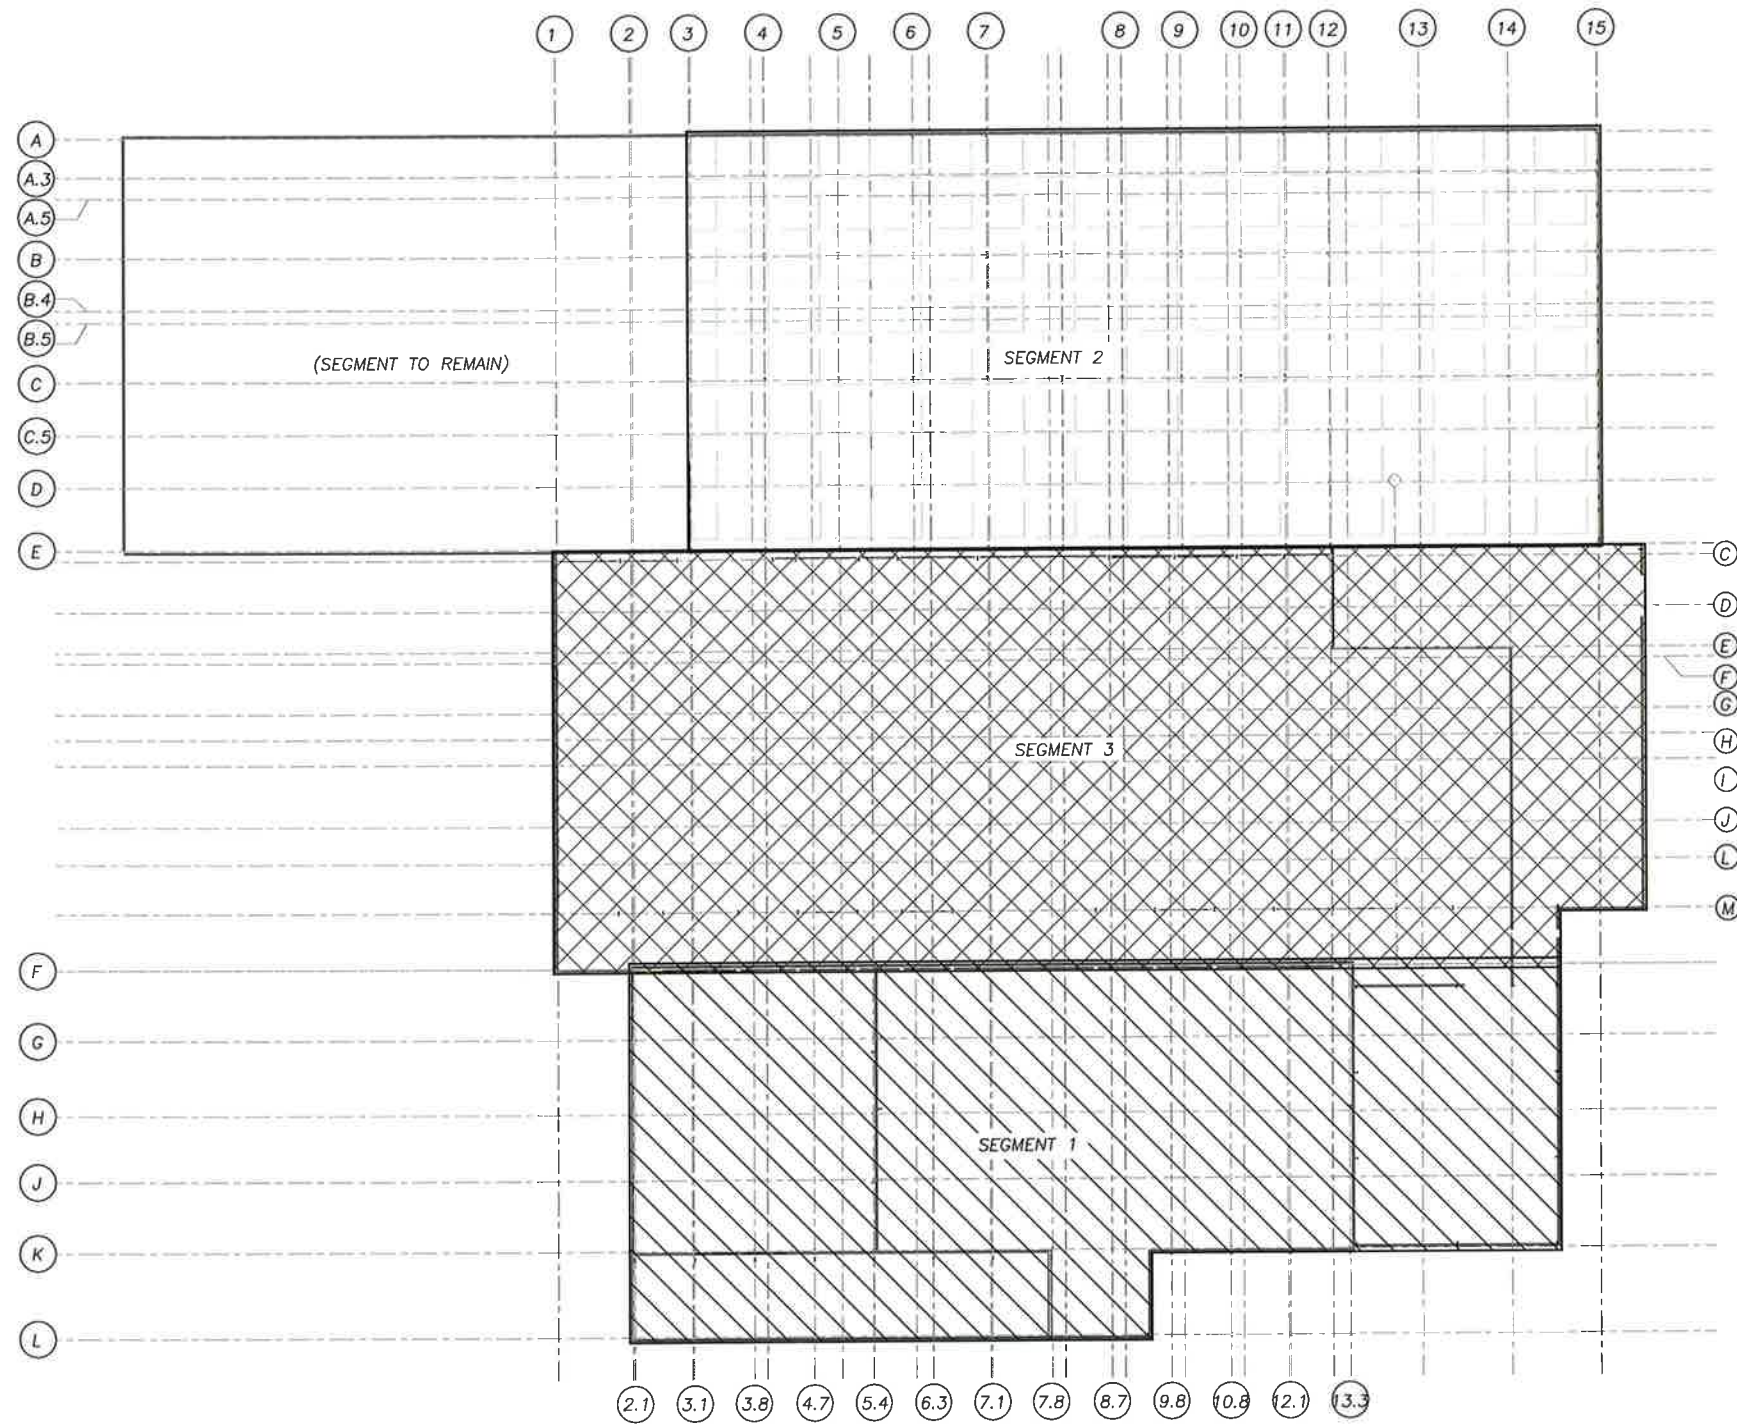 1 2 3 4 5 6 7 8 9 10 11 12 13 14 15
A
A.3
A.5
B
B.4
B.5
(SEGMENT TO REMAIN)
SEGMENT 2
C
C.5
D
E
C
D
E
F
G
H
I
J
L
M
SEGMENT 3
F
G
H
SEGMENT 1
J
K
L
2.1 3.1 3.8 4.7 5.4 6.3 7.1 7.8 8.7 9.8 10.8 12.1 13.3